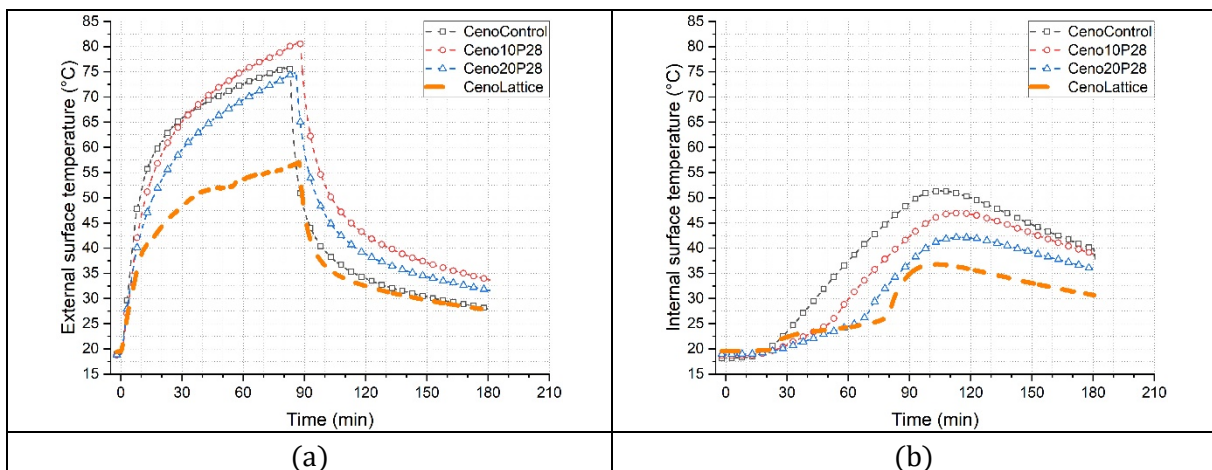 CenoControl
Ceno10P28
Ceno20P28
CenoLattice
85
80
75
70
65
60
55
50
45
40
35
30
25
20
15
External surface temperature (°C)
0 30 60 90 120 150 180 210
Time (min)
CenoControl
Ceno10P28
Ceno20P28
CenoLattice
85
80
75
70
65
60
55
50
45
40
35
30
25
20
15
Internal surface temperature (°C)
0 30 60 90 120 150 180 210
Time (min)
(a)
(b)